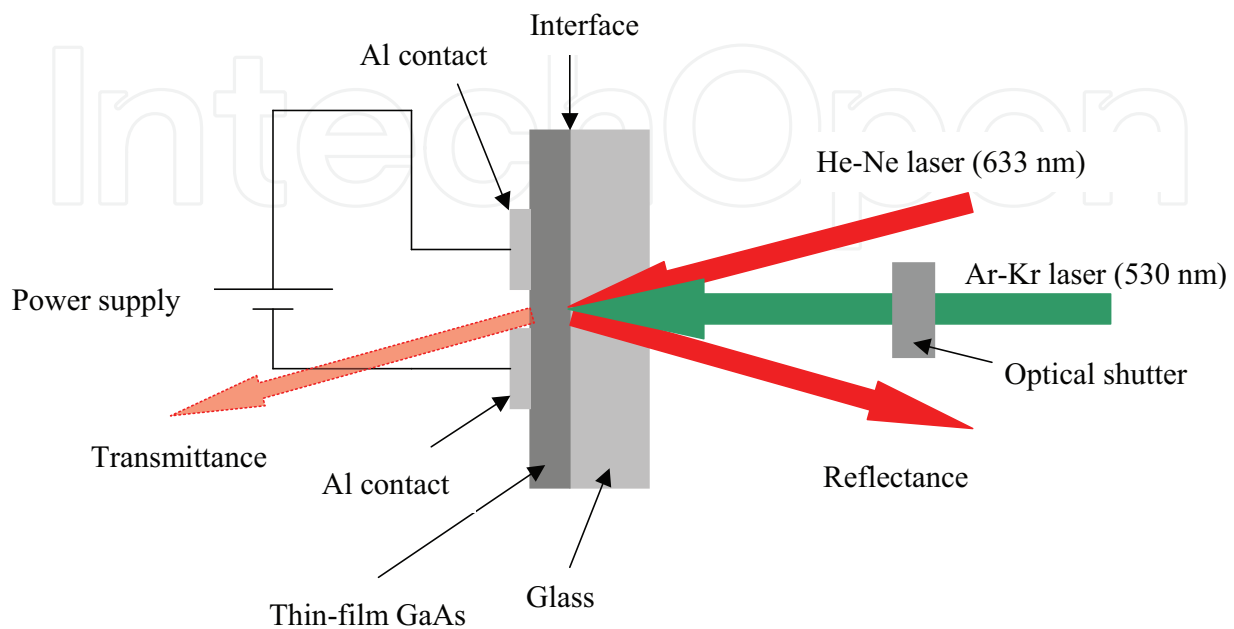 IntechOpen
Interface
Al contact
He-Ne laser (633 nm)
Ar-Kr laser (530 nm)
Power supply
Optical shutter
Transmittance
Al contact
Reflectance
Glass
Thin-film GaAs